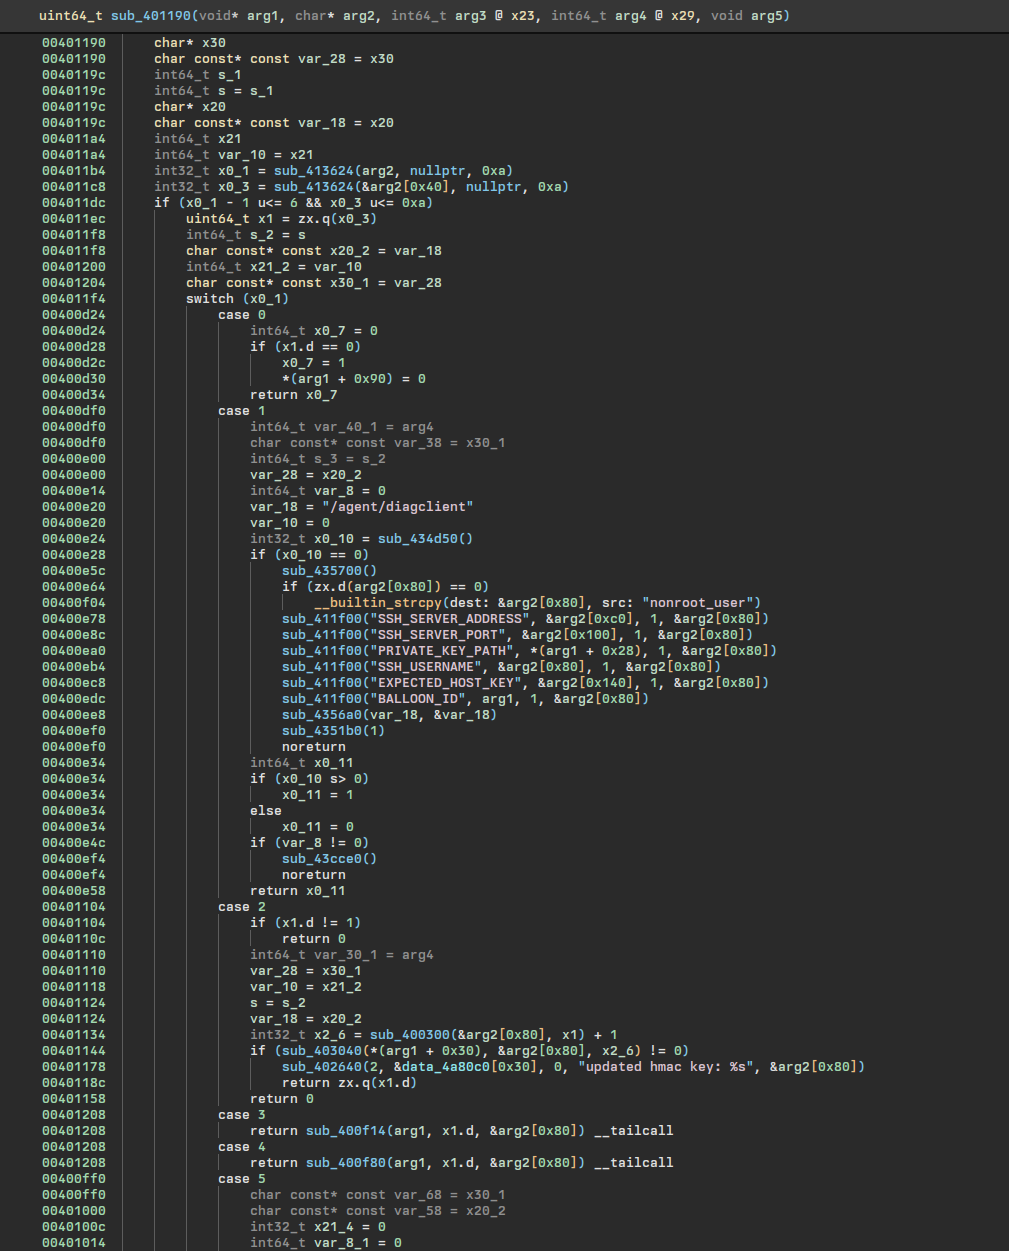 uint64_t sub_401190(void* arg1, char* arg2, int64_t arg3 @ x23, int64_t arg4 @ x29, void arg5)
00401190 char* x30
00401190 char const* const var_28 = x30
0040119c int64_t s_1
0040119c int64_t s = s_1
0040119c char* x20
0040119c char const* const var_18 = x20
004011a4 int64_t x21
004011a4 int64_t var_10 = x21
004011b4 int32_t x0_1 = sub_413624(arg2, nullptr, 0xa)
004011c8 int32_t x0_3 = sub_413624(&arg2[0x40], nullptr, 0xa)
004011dc if (x0_1 - 1 u<= 6 && x0_3 u<= 0xa)
004011ec uint64_t x1 = zx.q(x0_3)
004011f8 int64_t s_2 = s
004011f8 char const* const x20_2 = var_18
00401200 int64_t x21_2 = var_10
00401204 char const* const x30_1 = var_28
004011f4 switch (x0_1)
00400d24 case 0
00400d24 int64_t x0_7 = 0
00400d28 if (x1.d == 0)
00400d2c x0_7 = 1
00400d30 *(arg1 + 0x90) = 0
00400d34 return x0_7
00400df0 case 1
00400df0 int64_t var_40_1 = arg4
00400df0 char const* const var_38 = x30_1
00400e00 int64_t s_3 = s_2
00400e00 var_28 = x20_2
00400e14 int64_t var_8 = 0
00400e20 var_18 = "/agent/diagclient"
00400e20 var_10 = 0
00400e24 int32_t x0_10 = sub_434d50()
00400e28 if (x0_10 == 0)
00400e5c sub_435700()
00400e64 if (zx.d(arg2[0x80]) == 0)
00400f04 __builtin_strcpy(dest: &arg2[0x80], src: "nonroot_user")
00400e78 sub_411f00("SSH_SERVER_ADDRESS", &arg2[0xc0], 1, &arg2[0x80])
00400e8c sub_411f00("SSH_SERVER_PORT", &arg2[0x100], 1, &arg2[0x80])
00400ea0 sub_411f00("PRIVATE_KEY_PATH", *(arg1 + 0x28), 1, &arg2[0x80])
00400eb4 sub_411f00("SSH_USERNAME", &arg2[0x80], 1, &arg2[0x80])
00400ec8 sub_411f00("EXPECTED_HOST_KEY", &arg2[0x140], 1, &arg2[0x80])
00400edc sub_411f00("BALLOON_ID", arg1, 1, &arg2[0x80])
00400ee8 sub_4356a0(var_18, &var_18)
00400ef0 sub_4351b0(1)
00400ef0 noreturn
00400e34 int64_t x0_11
00400e34 if (x0_10 s> 0)
00400e34 x0_11 = 1
00400e34 else
00400e34 x0_11 = 0
00400e4c if (var_8 != 0)
00400ef4 sub_43cce0()
00400ef4 noreturn
00400e58 return x0_11
00401104 case 2
00401104 if (x1.d != 1)
0040110c return 0
00401110 int64_t var_30_1 = arg4
00401110 var_28 = x30_1
00401118 var_10 = x21_2
00401124 s = s_2
00401124 var_18 = x20_2
00401134 int32_t x2_6 = sub_400300(&arg2[0x80], x1) + 1
00401144 if (sub_403040(*(arg1 + 0x30), &arg2[0x80], x2_6) != 0)
00401178 sub_402640(2, &data_4a80c0[0x30], 0, "updated hmac key: %s", &arg2[0x80])
0040118c return zx.q(x1.d)
00401158 return 0
00401208 case 3
00401208 return sub_400f14(arg1, x1.d, &arg2[0x80]) __tailcall
00401208 case 4
00401208 return sub_400f80(arg1, x1.d, &arg2[0x80]) __tailcall
00400ff0 case 5
00400ff0 char const* const var_68 = x30_1
00401000 char const* const var_58 = x20_2
0040100c int32_t x21_4 = 0
00401014 int64_t var_8_1 = 0